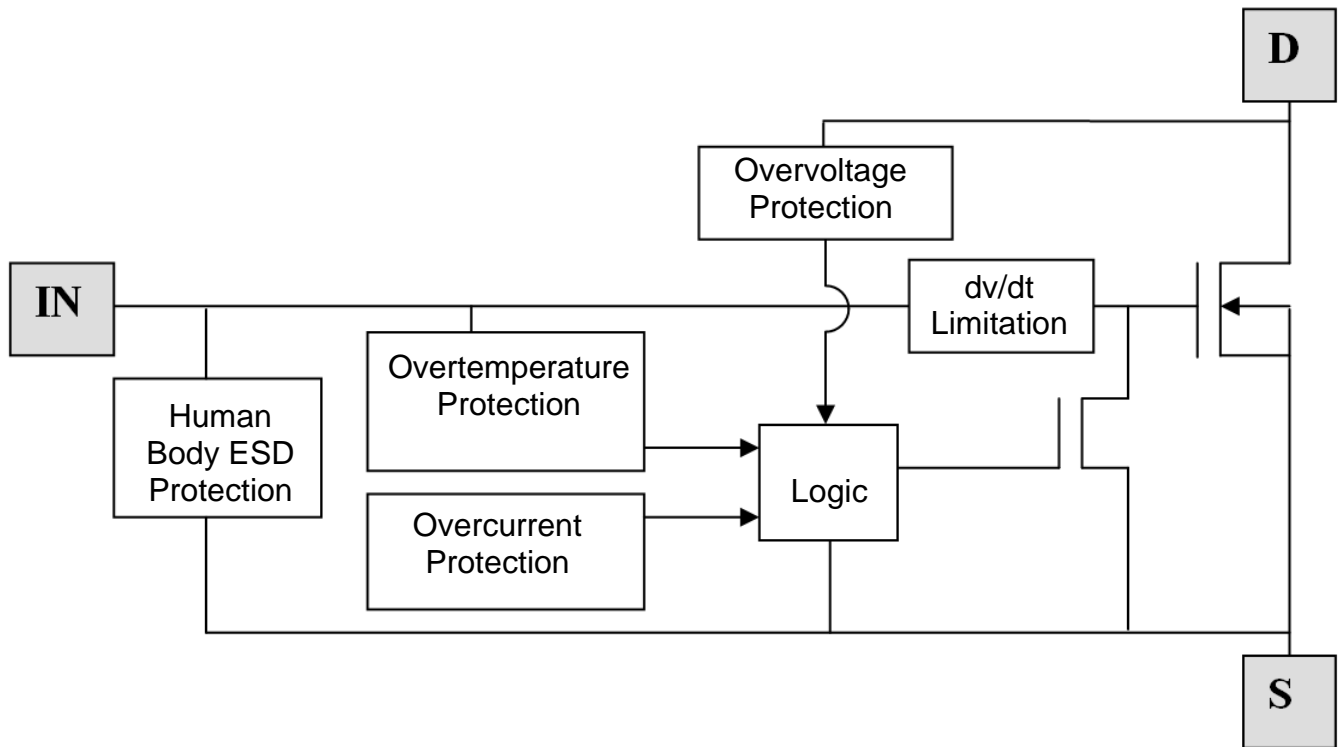 D
Overvoltage
Protection
IN
dv/dt
Limitation
Overtemperature
Protection
Human
Body ESD
Protection
Logic
Overcurrent
Protection
S